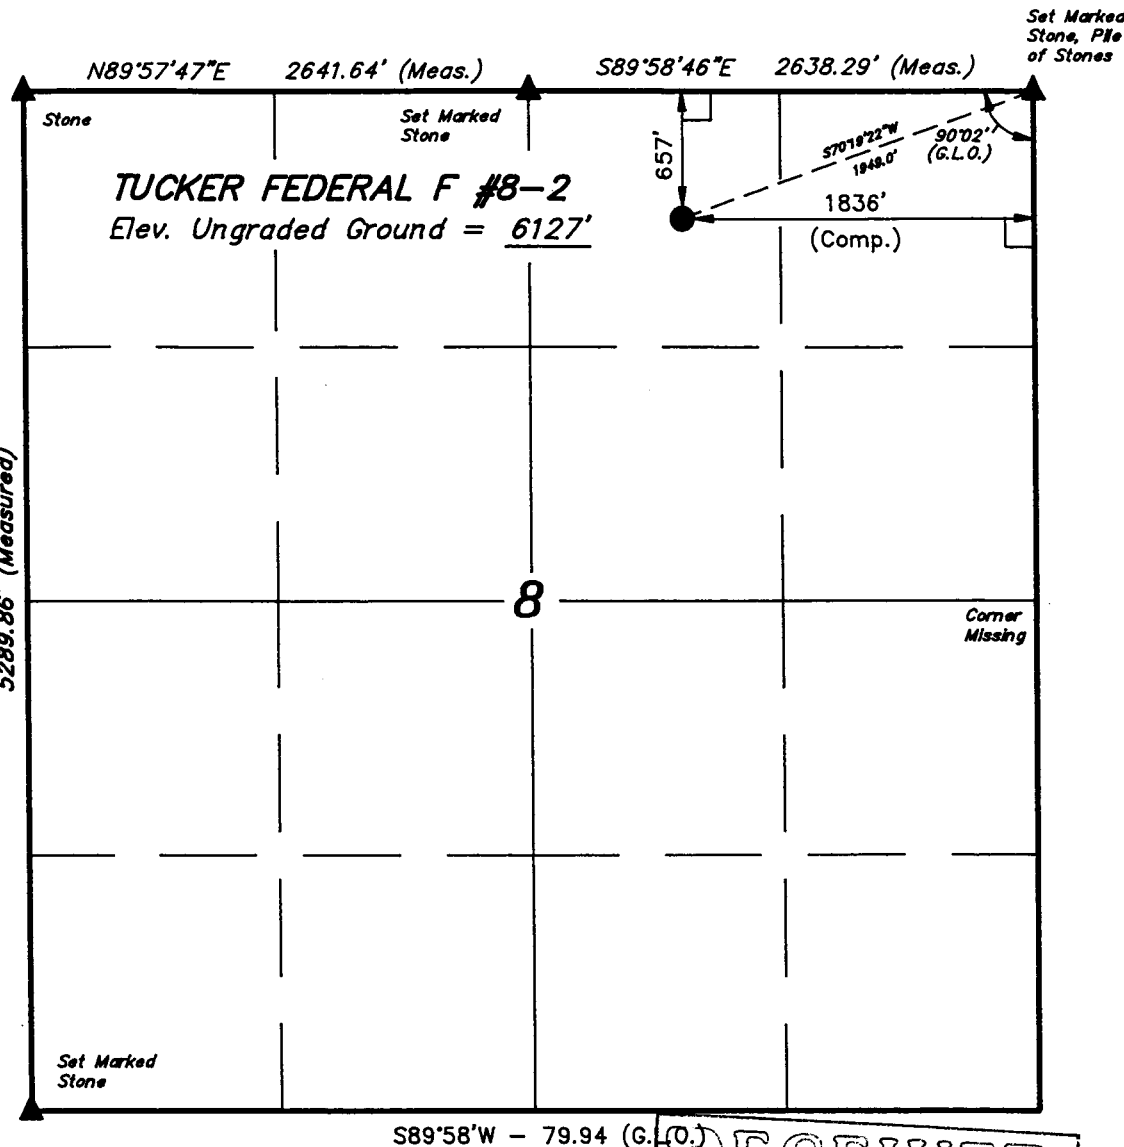 Set Marked
Stone, Pile
of Stones
N89°57'47"E 2641.64' (Meas.)
S89°58'46"E 2638.29' (Meas.)
Stone
Set Marked
Stone
657'
S70°19'22"W
1949.0'
90°02'
(G.L.O.)
TUCKER FEDERAL F #8-2
Elev. Ungraded Ground = 6127'
1836'
(Comp.)
5289.86' (Measured)
8
Corner
Missing
Set Marked
Stone
S89°58'W – 79.94 (G.L.O.)